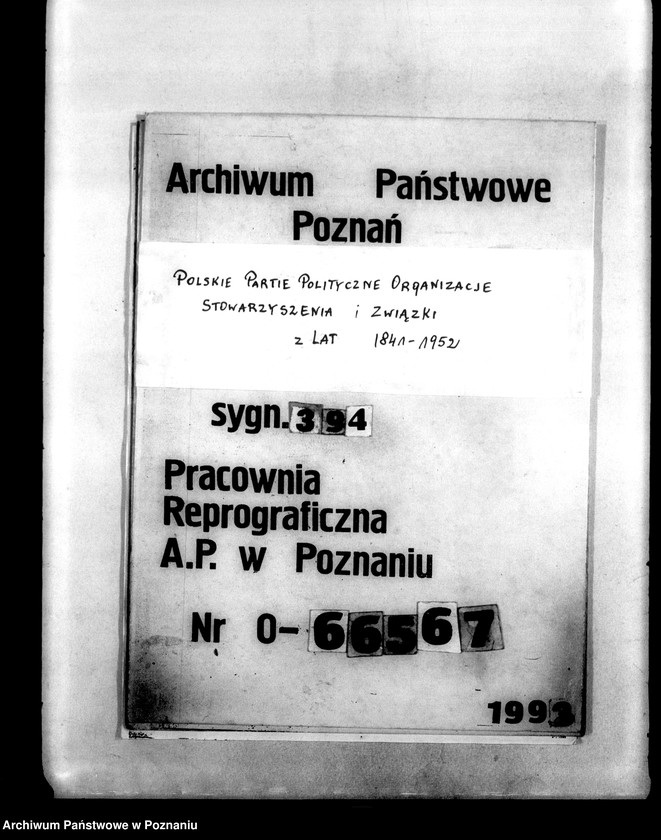 Archiwum Państwowe
Poznań
POLSKIE PARTIE POLITYCZNE ORGANIZACJE
STOWARZYSZENIA i ZWIĄZKI
z LAT 1841-1952
sygn. 394
Pracownia
Reprograficzna
A.P. w Poznaniu
Nr 0-66567
1993
Archiwum Państwowe w Poznaniu